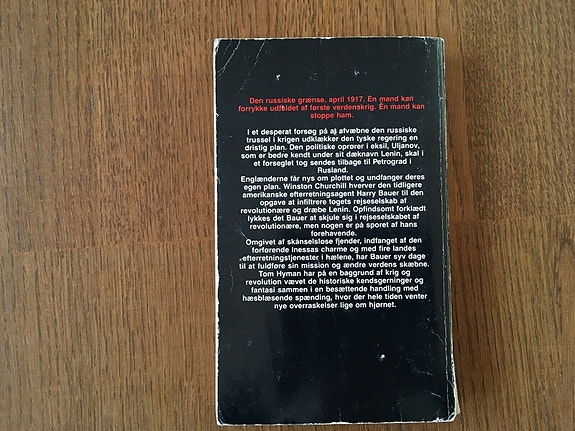 Den russiske grænse, april 1917. Én mand kan
forrykke udfaldet af første verdenskrig. Én mand kan
stoppe ham.
I et desperat forsøg på at afvæbne den russiske
trussel i krigen udklækker den tyske regering en
dristig plan. Den politiske oprører i eksil, Uljanov,
som er bedre kendt under sit dæknavn Lenin, skal i
et forseglet tog sendes tilbage til Petrograd i
Rusland.
Englænderne får nys om plottet og undfanger deres
egen plan. Winston Churchill hverver den tidligere
amerikanske efterretningsagent Harry Bauer til den
opgave at infiltrere togets rejseselskab af
revolutionære og dræbe Lenin. Opfindsomt forklædt
lykkes det Bauer at skjule sig i rejseselskabet af
revolutionære, men nogen er på sporet af hans
forehavende.
Omgivet af skånselsløse fjender, indfanget af den
forførende Inessas charme og med fire landes
efterretningstjenester i hælene, har Bauer syv dage
til at fuldføre sin mission og ændre verdens skæbne.
Tom Hyman har på en baggrund af krig og
revolution vævet de historiske kendsgerninger og
fantasi sammen i en besættende handling med
hæsblæsende spænding, hvor der hele tiden venter
nye overraskelser lige om hjørnet.